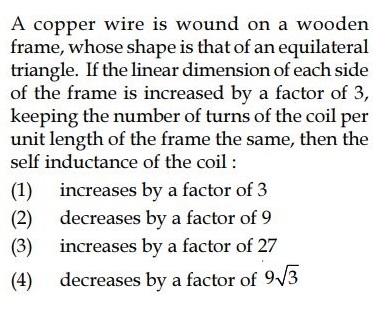 A copper wire is wound on a wooden
frame, whose shape is that of an equilateral
triangle. If the linear dimension of each side
of the frame is increased by a factor of 3,
keeping the number of turns of the coil per
unit length of the frame the same, then the
self inductance of the coil :
(1) increases by a factor of 3
(2) decreases by a factor of 9
(3) increases by a factor of 27
(4) decreases by a factor of 9√3